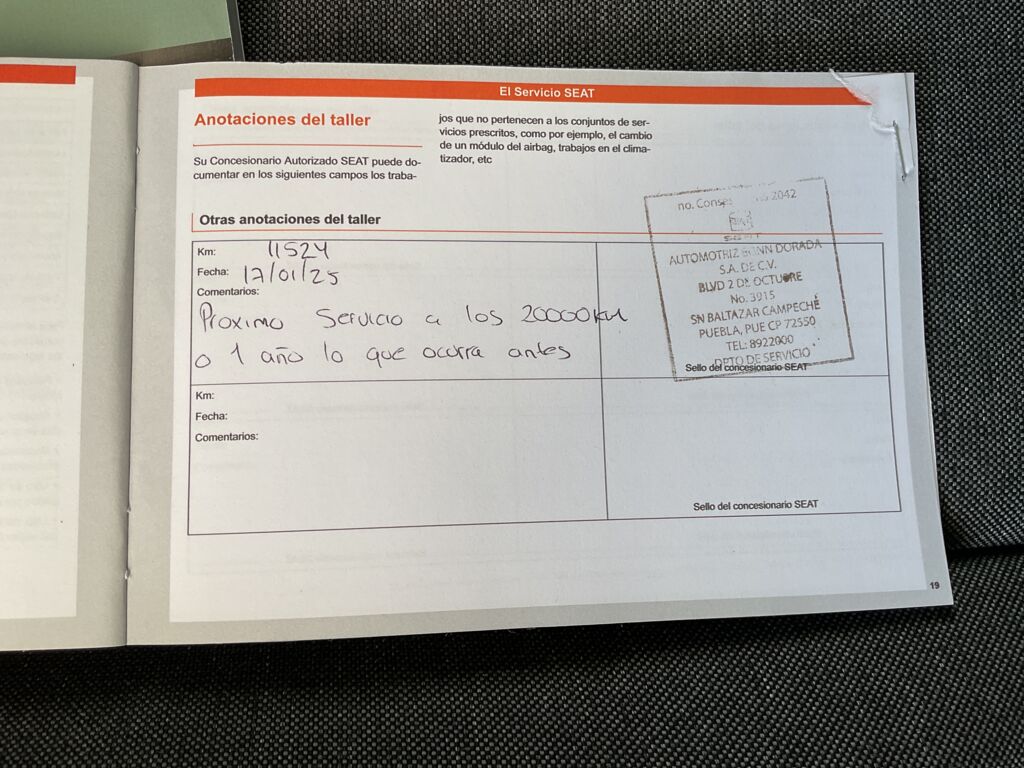 El Servicio SEAT
Anotaciones del taller
Su Concesionario Autorizado SEAT puede do-
cumentar en los siguientes campos los traba-
jos que no pertenecen a los conjuntos de ser-
vicios prescritos, como por ejemplo, el cambio
de un módulo del airbag, trabajos en el clima-
tizador, etc
Otras anotaciones del taller
Km: 11524
Fecha: 17/01/25
Comentarios:
Proximo Servicio a los 20000km
o 1 año lo que ocurra antes
no. 2042
SEAT
AUTOMOTRIZ DORADA
S.A. DE C.V.
BLVD 2 DE OCTUBRE
No. 3915
SN BALTAZAR CAMPECHE
PUEBLA, PUE CP 72550
TEL: 8922000
DPTO DE SERVICIO
Sello del concesionario SEAT
Km:
Fecha:
Comentarios:
Sello del concesionario SEAT
19